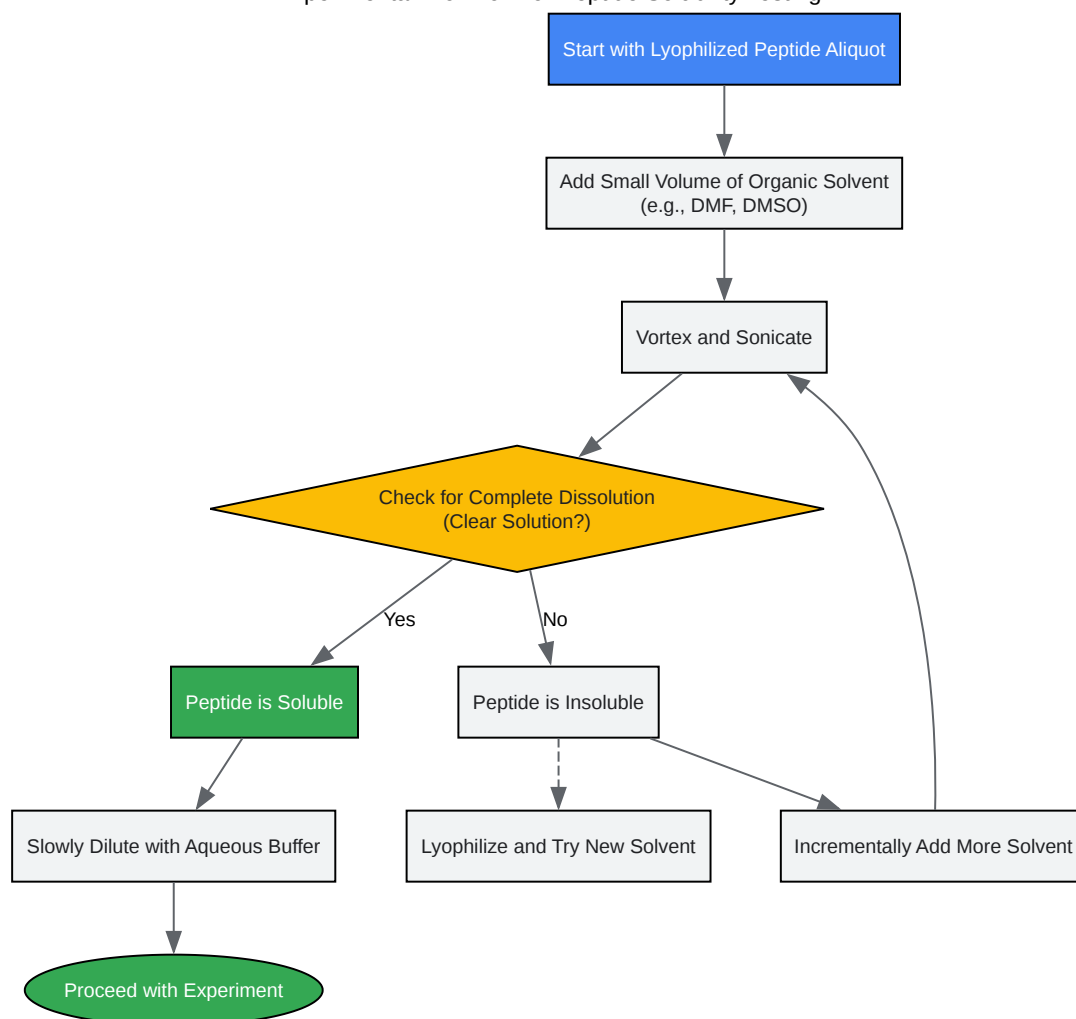 Start with Lyophilized Peptide Aliquot
Add Small Volume of Organic Solvent
(e.g., DMF, DMSO)
Vortex and Sonicate
Check for Complete Dissolution
(Clear Solution?)
Yes
No
Peptide is Soluble
Peptide is Insoluble
Slowly Dilute with Aqueous Buffer
Lyophilize and Try New Solvent
Incrementally Add More Solvent
Proceed with Experiment